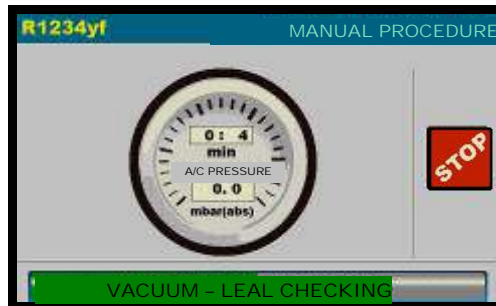 R1234yf
MANUAL PROCEDURE
0: 4
min
A/C PRESSURE
0.0
mbar(abs)
STOP
VACUUM – LEAL CHECKING